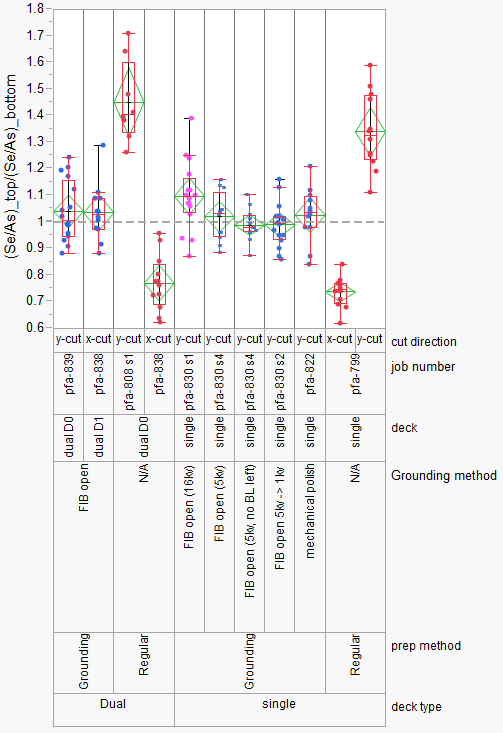 (Se/As)_top/(Se/As)_bottom
1.8
1.7
1.6
1.5
1.4
1.3
1.2
1.1
1
0.9
0.8
0.7
0.6
y-cut x-cut y-cut x-cut y-cut y-cut y-cut y-cut y-cut x-cut y-cut cut direction
pfa-839 pfa-838 pfa-808 s1 pfa-838 pfa-830 s1 pfa-830 s4 pfa-830 s4 pfa-830 s2 pfa-822 pfa-799 job number
dual D0 dual D1 dual D0 single single single single single single deck
FIB open N/A FIB open (16kv) FIB open (5kv) FIB open (5kv, no BL left) FIB open 5kv -> 1kv mechanical polish N/A Grounding method
Grounding Regular Grounding Regular prep method
Dual single deck type